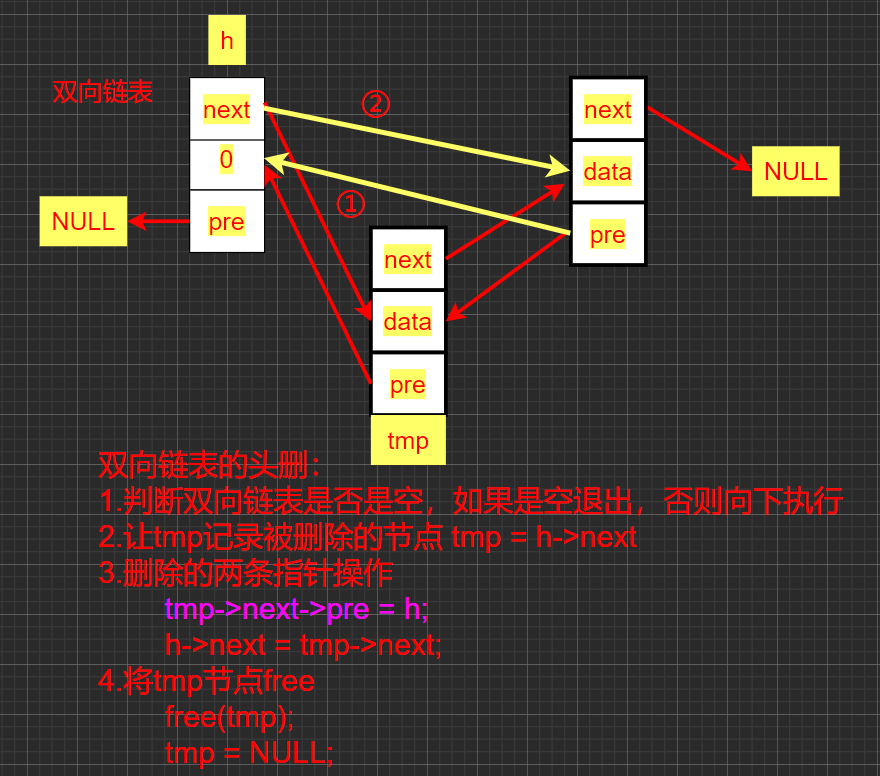 h
双向链表
next
0
pre
NULL
②
①
next
data
pre
NULL
next
data
pre
tmp
双向链表的头删：
1.判断双向链表是否是空，如果是空退出，否则向下执行
2.让tmp记录被删除的节点 tmp = h->next
3.删除的两条指针操作
tmp->next->pre = h;
h->next = tmp->next;
4.将tmp节点free
free(tmp);
tmp = NULL;